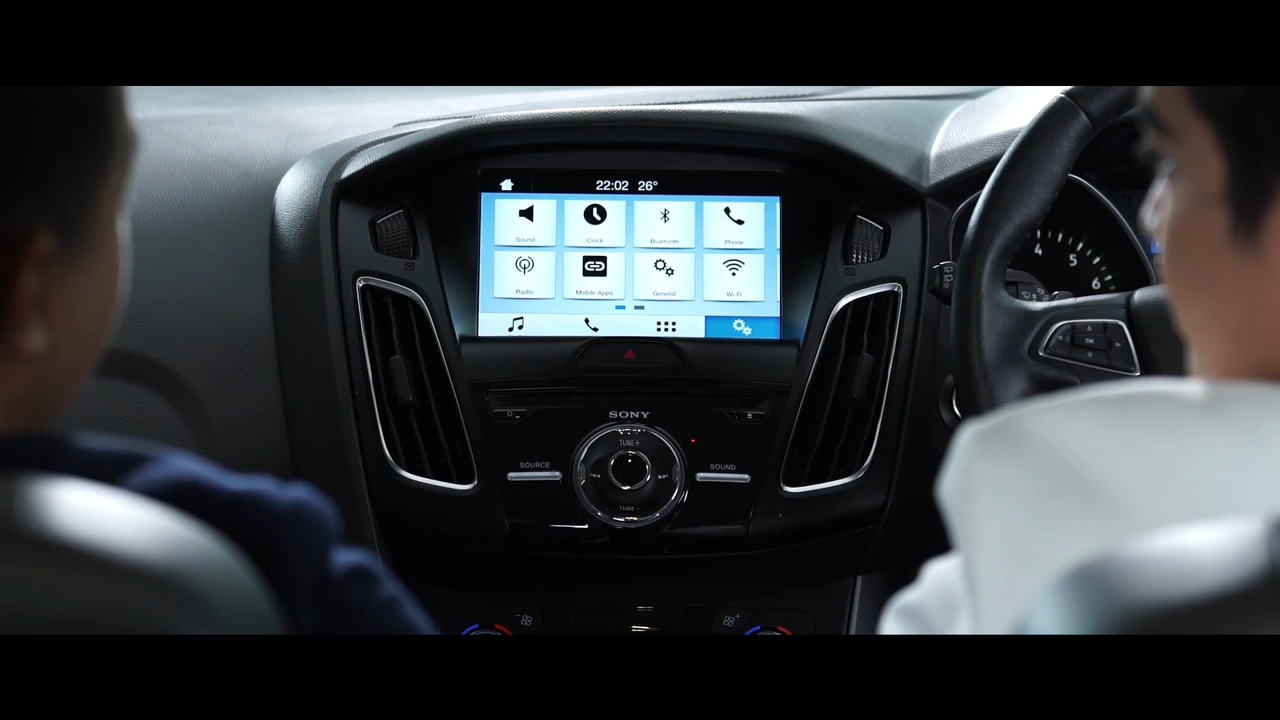 22:02 26°
Sound Clock Bluetooth Phone
Radio Mobile Apps General Wi-Fi
4
5
6
OK
SONY
TUNE+
SOURCE
SOUND
TUNE-